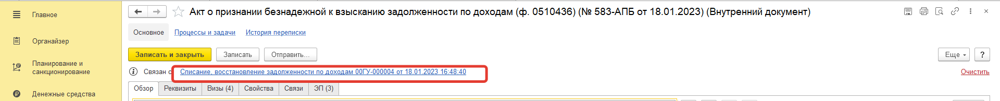 Главное
Органайзер
Планирование и
санкционирование
Денежные средства
Акт о признании безнадежной к взысканию задолженности по доходам (ф. 0510436) (№ 583-АПБ от 18.01.2023) (Внутренний документ)
Основное Процессы и задачи История переписки
Записать и закрыть Записать Отправить... Еще ?
Связан с Списание, восстановление задолженности по доходам 00ГУ-000004 от 18.01.2023 16:48:40 Очистить
Обзор Реквизиты Визы (4) Свойства Связи ЭП (3)